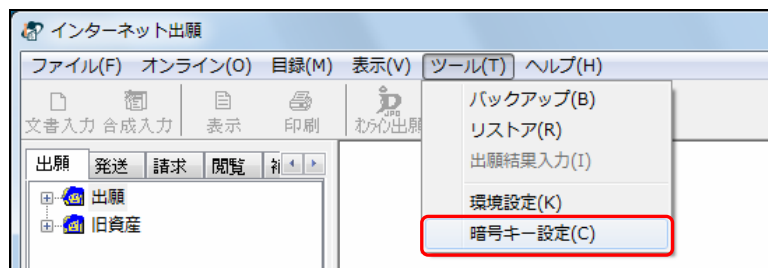 インターネット出願
ファイル(F) オンライン(O) 目録(M) 表示(V) ツール(T) ヘルプ(H)
文書入力 合成入力 表示 印刷 オンライン出願
バックアップ(B)
リストア(R)
出願結果入力(I)
環境設定(K)
暗号キー設定(C)
出願 発送 請求 閲覧
出願
旧資産